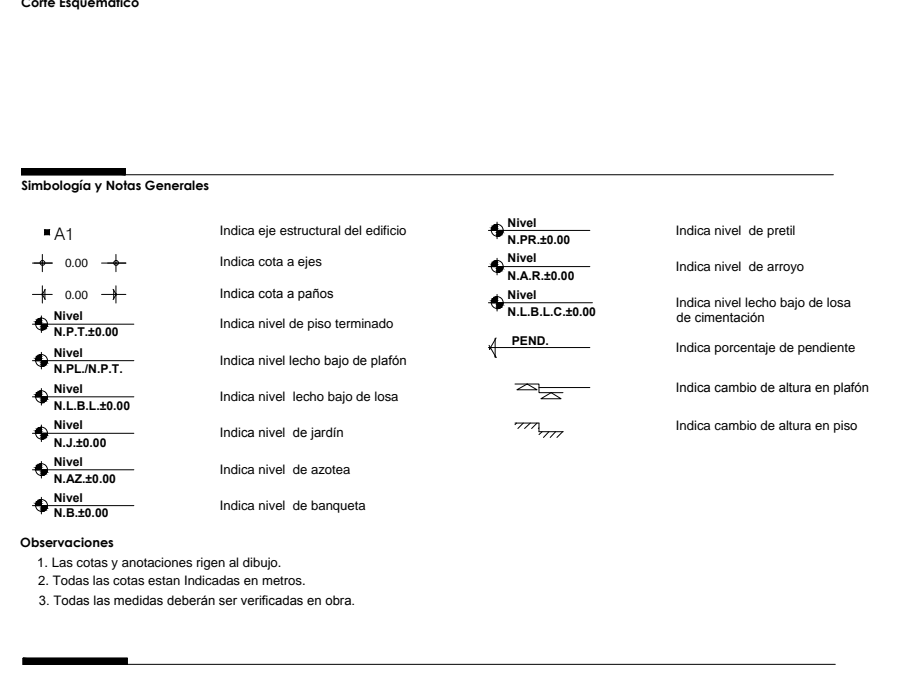 Corte Esquemático
Simbología y Notas Generales
A1
Indica eje estructural del edificio
0.00
Indica cota a ejes
0.00
Indica cota a paños
Nivel
N.P.T.±0.00
Indica nivel de piso terminado
Nivel
N.PL./N.P.T.
Indica nivel lecho bajo de plafón
Nivel
N.L.B.L.±0.00
Indica nivel lecho bajo de losa
Nivel
N.J.±0.00
Indica nivel de jardín
Nivel
N.AZ.±0.00
Indica nivel de azotea
Nivel
N.B.±0.00
Indica nivel de banqueta
Nivel
N.PR.±0.00
Indica nivel de pretil
Nivel
N.A.R.±0.00
Indica nivel de arroyo
Nivel
N.L.B.L.C.±0.00
Indica nivel lecho bajo de losa
de cimentación
PEND.
Indica porcentaje de pendiente
Indica cambio de altura en plafón
Indica cambio de altura en piso
Observaciones
1. Las cotas y anotaciones rigen al dibujo.
2. Todas las cotas estan Indicadas en metros.
3. Todas las medidas deberán ser verificadas en obra.